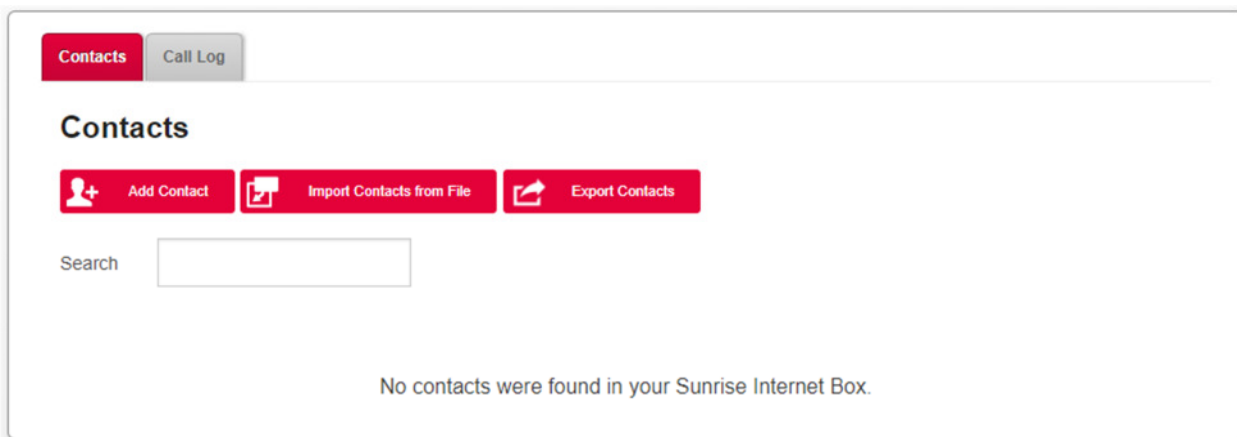 Contacts Call Log
Contacts
Add Contact Import Contacts from File Export Contacts
Search
No contacts were found in your Sunrise Internet Box.